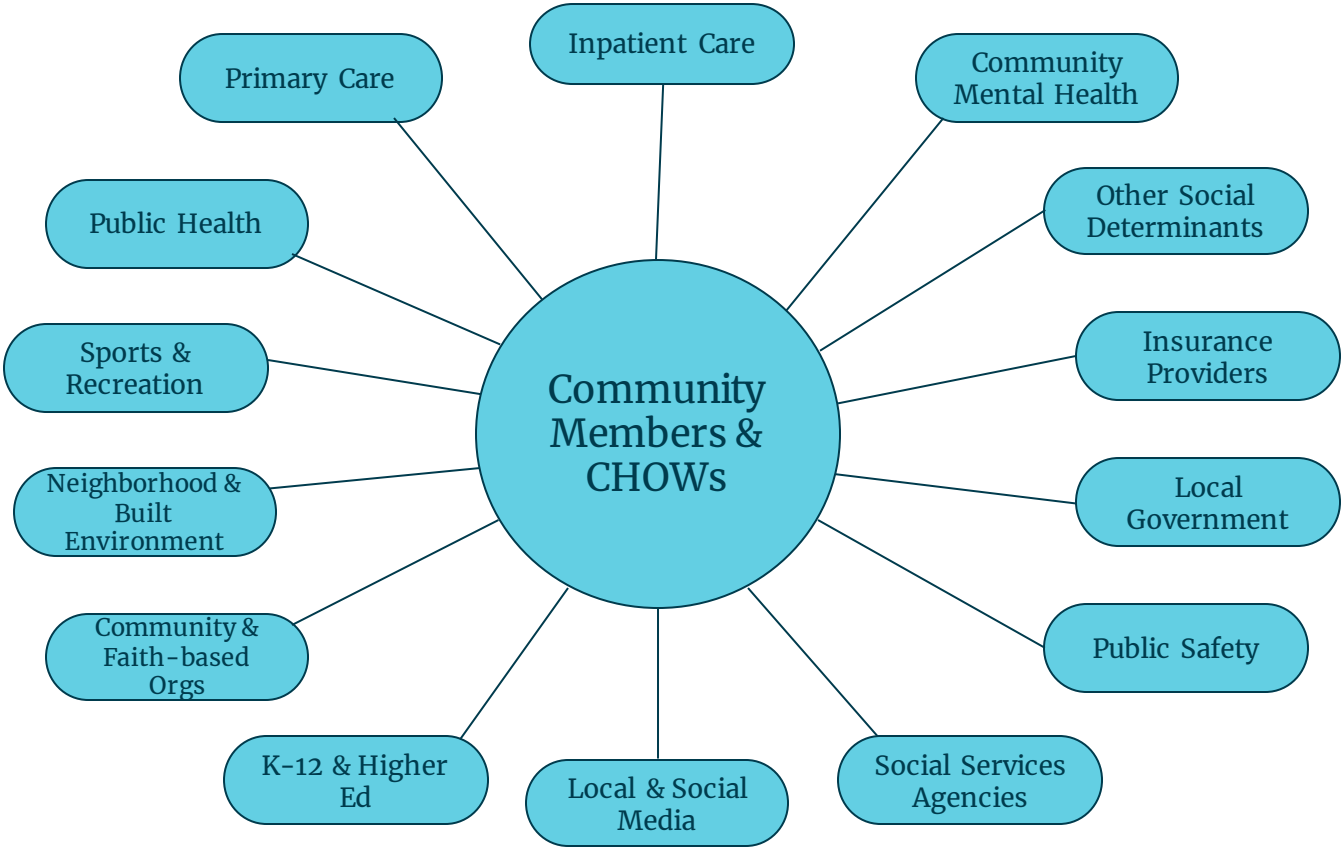 Inpatient Care
Primary Care
Community
Mental Health
Public Health
Other Social
Determinants
Sports &
Recreation
Insurance
Providers
Community
Members &
CHOWs
Neighborhood &
Built
Environment
Local
Government
Community &
Faith-based
Orgs
Public Safety
K-12 & Higher
Ed
Local & Social
Media
Social Services
Agencies